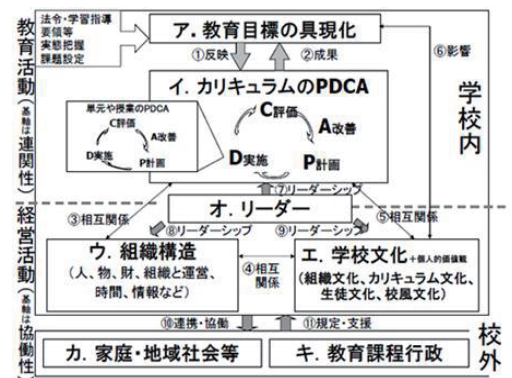 教育活動（基軸は連関性）
経営活動（基軸は協働性）
法令・学習指導
要領等
実態把握
課題設定
ア．教育目標の具現化
①反映
②成果
⑥影響
イ．カリキュラムのPDCA
C評価
A改善
D実施
P計画
単元や授業のPDCA
C評価
A改善
D実施
P計画
学校内
⑦リーダーシップ
オ．リーダー
③相互関係
⑧リーダーシップ
⑨リーダーシップ
⑤相互関係
ウ．組織構造
（人、物、財、組織と運営、
時間、情報など）
④相互
関係
エ．学校文化＋個人的価値観
（組織文化、カリキュラム文化、
生徒文化、校風文化）
⑩連携・協働
⑪規定・支援
校外
カ．家庭・地域社会等
キ．教育課程行政